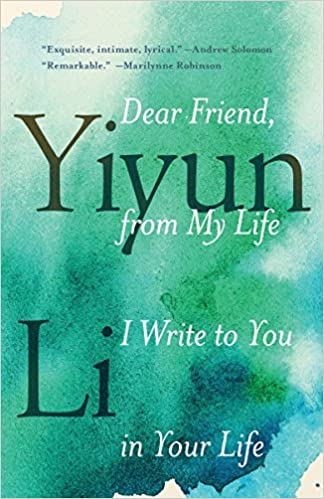 “Exquisite, intimate, lyrical.” —Andrew Solomon
“Remarkable.” —Marilynne Robinson
Dear Friend,
Yiyun
from My Life
I Write to You
Li
in Your Life